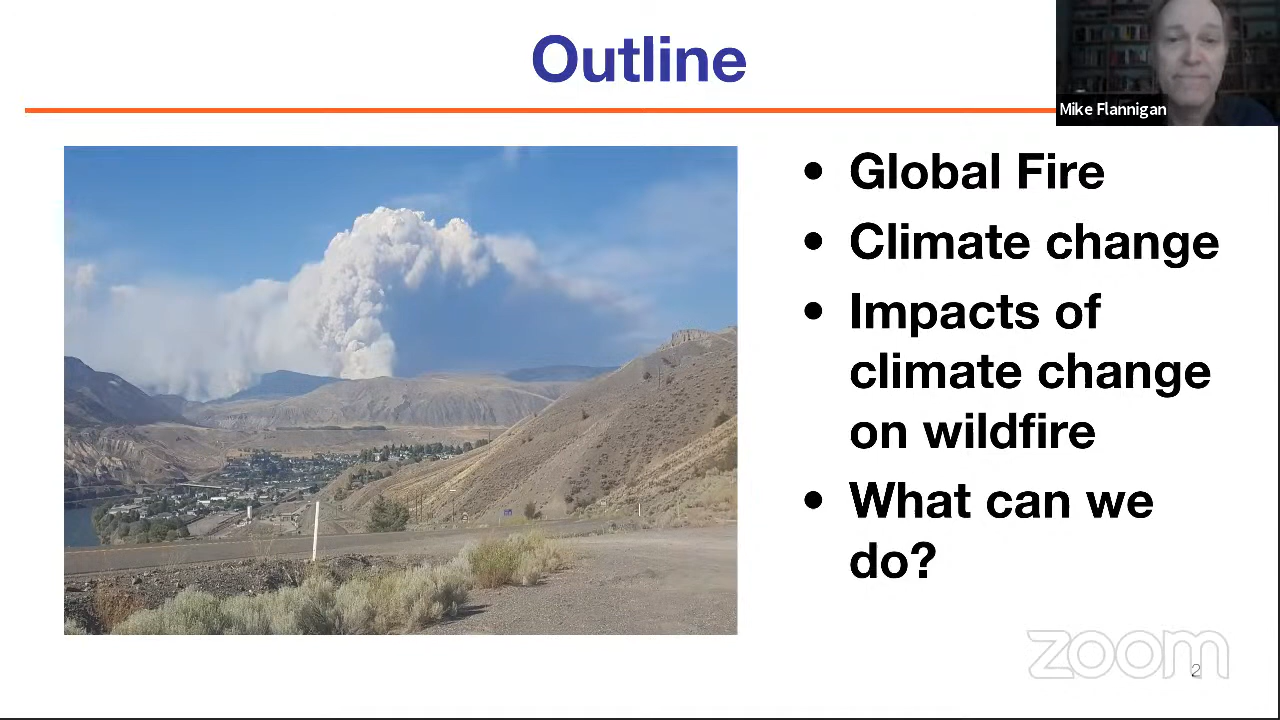 Outline
Mike Flannigan
• Global Fire
• Climate change
• Impacts of
climate change
on wildfire
• What can we
do?
zoom
2